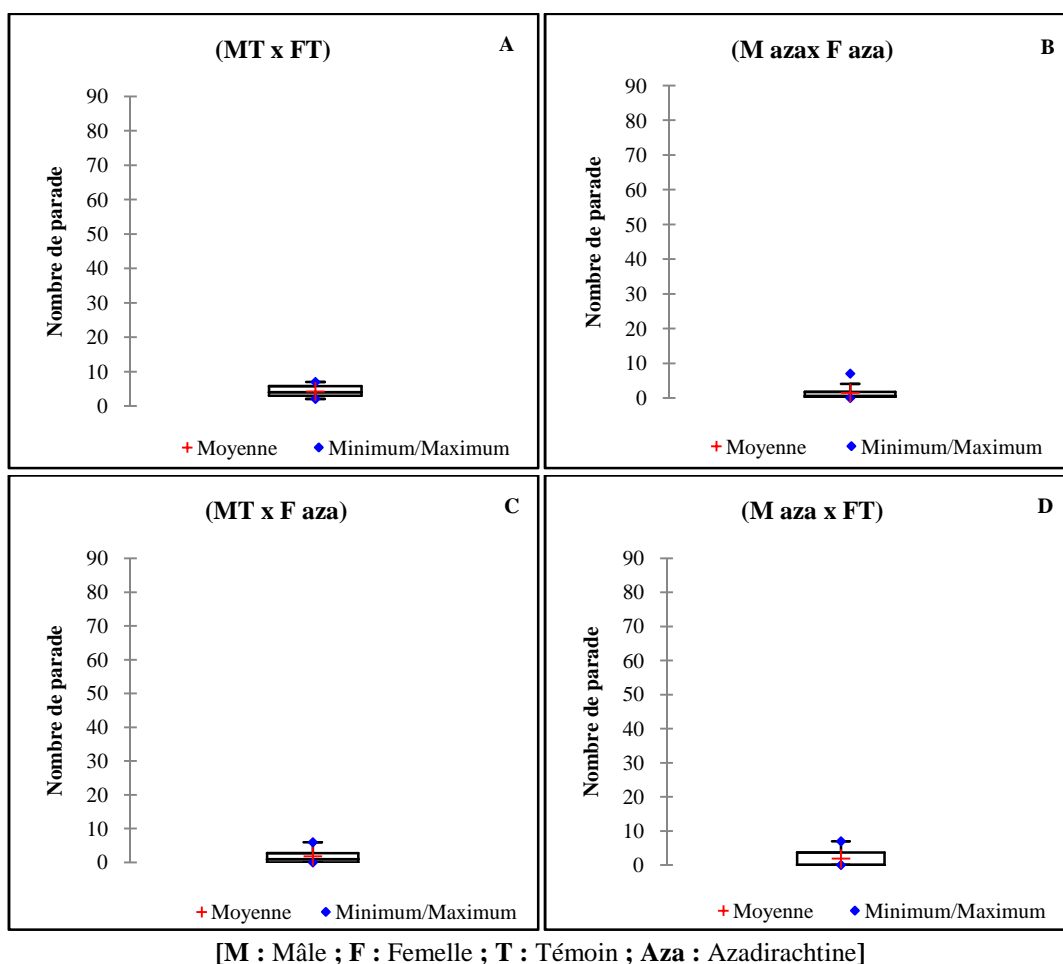 (MT x FT)
A
Nombre de parade
90
80
70
60
50
40
30
20
10
0
Moyenne
Minimum/Maximum
(M azax F aza)
B
Nombre de parade
90
80
70
60
50
40
30
20
10
0
Moyenne
Minimum/Maximum
(MT x F aza)
C
Nombre de parade
90
80
70
60
50
40
30
20
10
0
Moyenne
Minimum/Maximum
(M aza x FT)
D
Nombre de parade
90
80
70
60
50
40
30
20
10
0
Moyenne
Minimum/Maximum
[M : Mâle ; F : Femelle ; T : Témoin ; Aza : Azadirachtine]